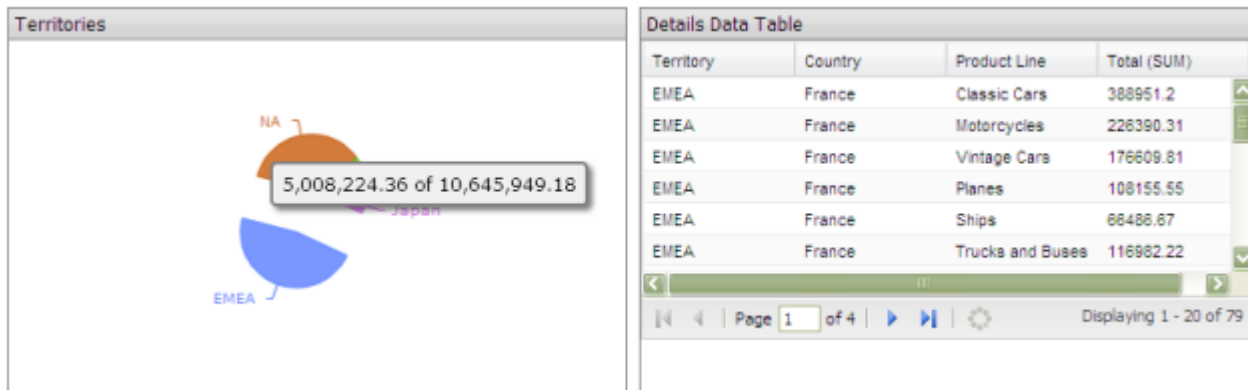 Territories
NA
5,008,224.36 of 10,645,949.18
Japan
EMEA
Details Data Table
Territory Country Product Line Total (SUM)
EMEA France Classic Cars 388951.2
EMEA France Motorcycles 226390.31
EMEA France Vintage Cars 176609.81
EMEA France Planes 108155.55
EMEA France Ships 66486.67
EMEA France Trucks and Buses 116982.22
Page 1 of 4 Displaying 1 - 20 of 79